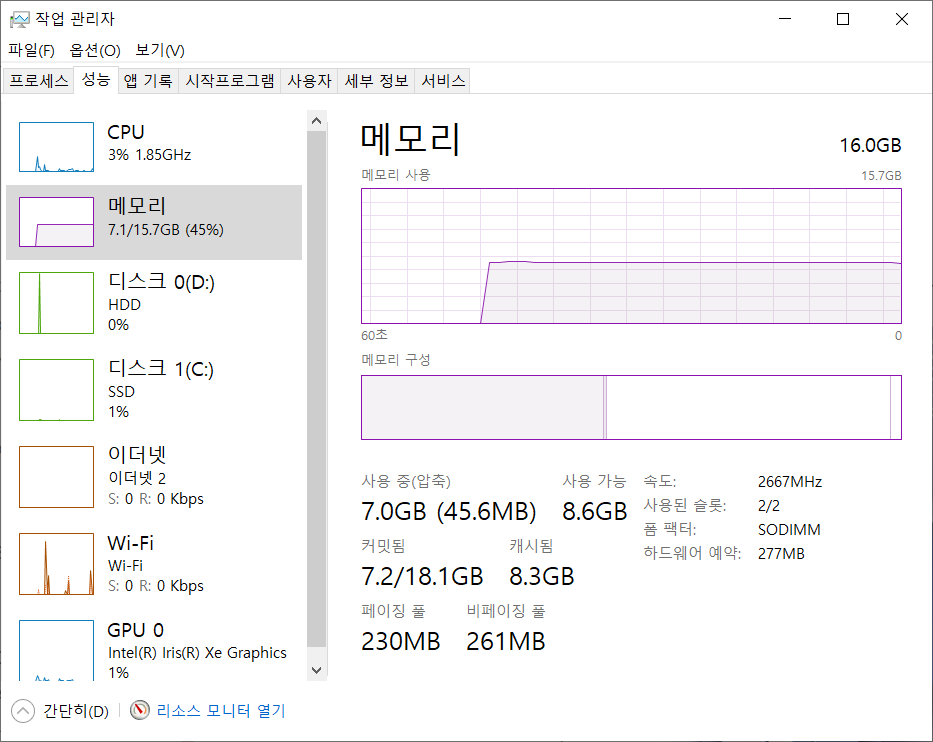 작업 관리자
파일(F) 옵션(O) 보기(V)
프로세스 성능 앱 기록 시작프로그램 사용자 세부 정보 서비스
CPU
3% 1.85GHz
메모리
7.1/15.7GB (45%)
디스크 0(D:)
HDD
0%
디스크 1(C:)
SSD
1%
이더넷
이더넷 2
S: 0 R: 0 Kbps
Wi-Fi
Wi-Fi
S: 0 R: 0 Kbps
GPU 0
Intel(R) Iris(R) Xe Graphics
1%
메모리 16.0GB
메모리 사용 15.7GB
60초 0
메모리 구성
사용 중(압축) 사용 가능
7.0GB (45.6MB) 8.6GB
커밋됨 캐시됨
7.2/18.1GB 8.3GB
페이징 풀 비페이징 풀
230MB 261MB
속도: 2667MHz
사용된 슬롯: 2/2
폼 팩터: SODIMM
하드웨어 예약: 277MB
간단히(D) 리소스 모니터 열기